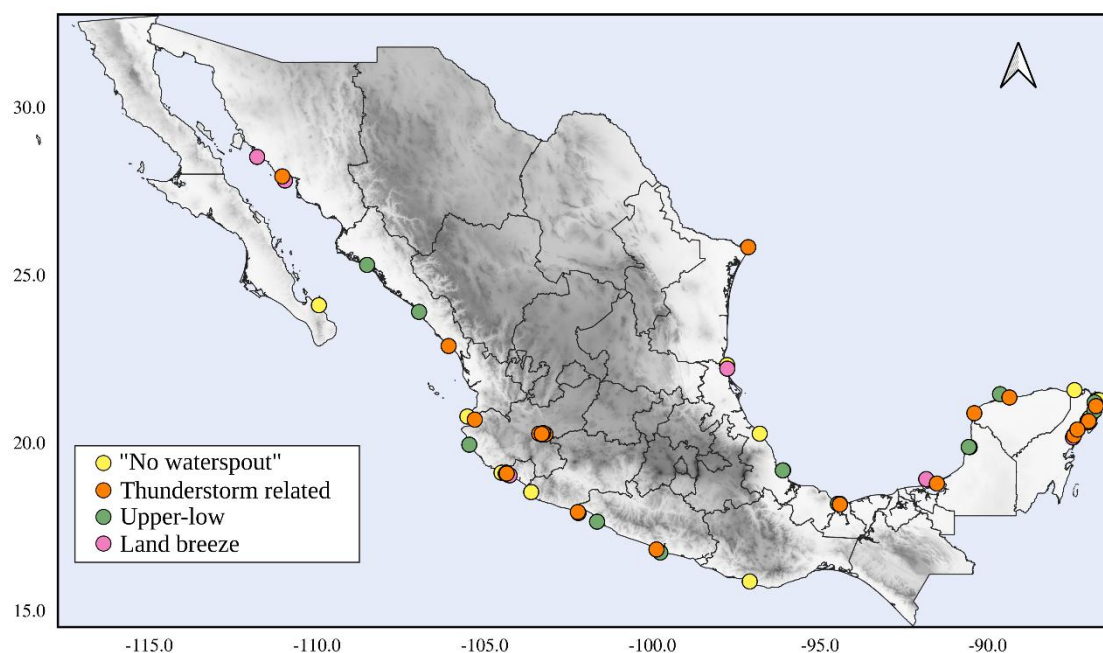 30.0
25.0
20.0
15.0
"No waterspout"
Thunderstorm related
Upper-low
Land breeze
-115.0 -110.0 -105.0 -100.0 -95.0 -90.0